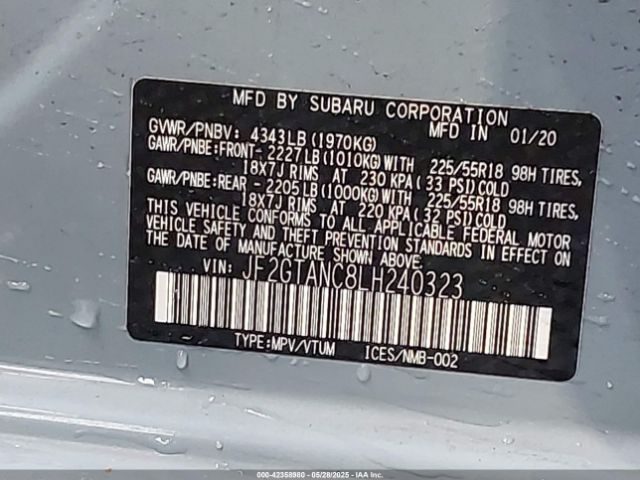 MFD BY SUBARU CORPORATION
GVWR/PNBV: 4343LB(1970KG) MFD IN 01/20
GAWR/PNBE:FRONT- 2227LB(1010KG)WITH 225/55R18 98H TIRES,
18X7J RIMS AT 230 KPA(33 PSI)COLD
GAWR/PNBE:REAR - 2205LB(1000KG)WITH 225/55R18 98H TIRES,
18X7J RIMS AT 220 KPA(32 PSI)COLD
THIS VEHICLE CONFORMS TO ALL APPLICABLE FEDERAL MOTOR
VEHICLE SAFETY AND THEFT PREVENTION STANDARDS IN EFFECT ON
THE DATE OF MANUFACTURE SHOWN ABOVE.
VIN: JF2GTANC8LH240323
TYPE:MPV/VTUM ICES/NMB-002
000-42358980 - 05/28/2025 - IAA Inc.